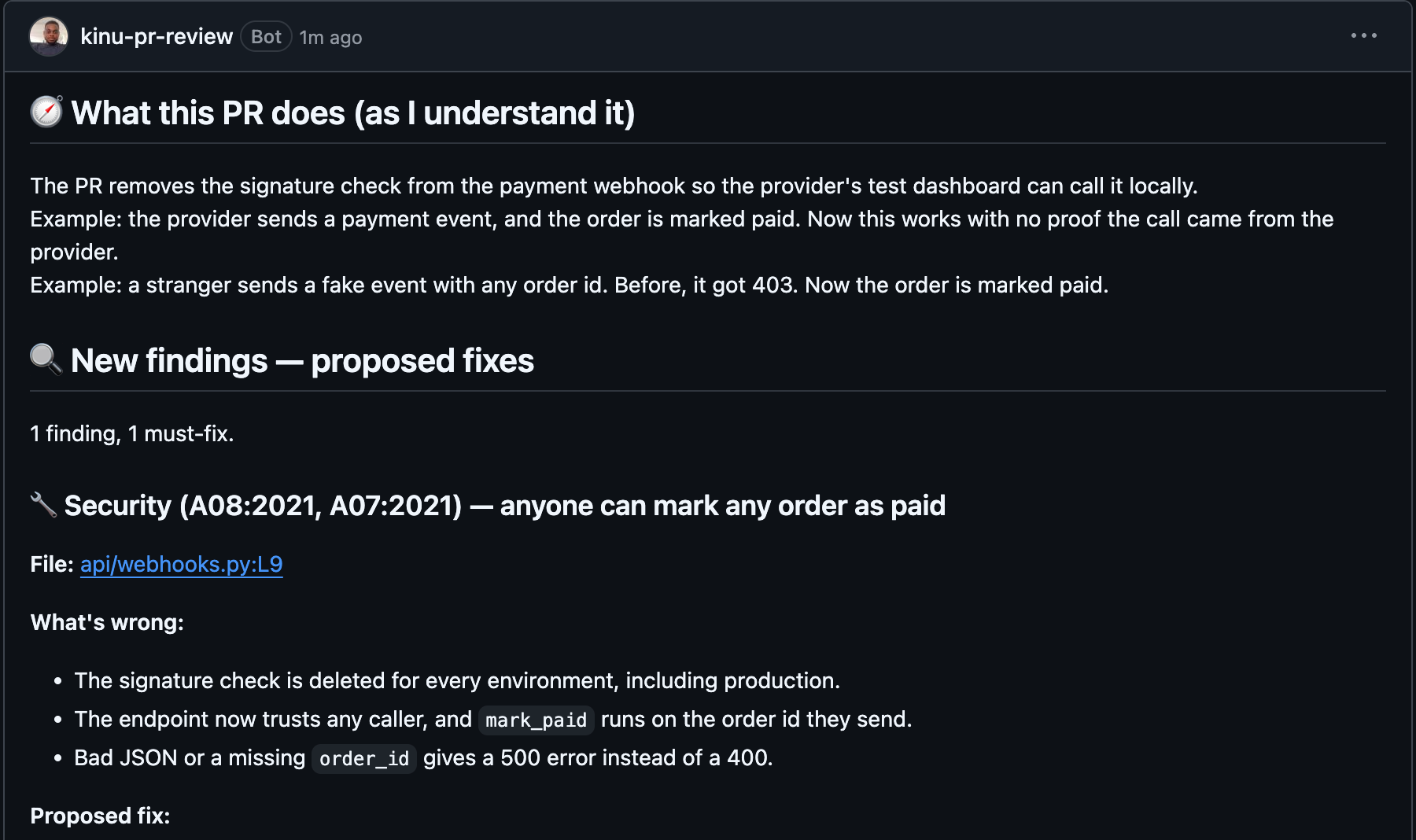 kinu-pr-review Bot 1m ago
What this PR does (as I understand it)
The PR removes the signature check from the payment webhook so the provider's test dashboard can call it locally.
Example: the provider sends a payment event, and the order is marked paid. Now this works with no proof the call came from the
provider.
Example: a stranger sends a fake event with any order id. Before, it got 403. Now the order is marked paid.
New findings — proposed fixes
1 finding, 1 must-fix.
Security (A08:2021, A07:2021) — anyone can mark any order as paid
File: api/webhooks.py:L9
What's wrong:
• The signature check is deleted for every environment, including production.
• The endpoint now trusts any caller, and mark_paid runs on the order id they send.
• Bad JSON or a missing order_id gives a 500 error instead of a 400.
Proposed fix: